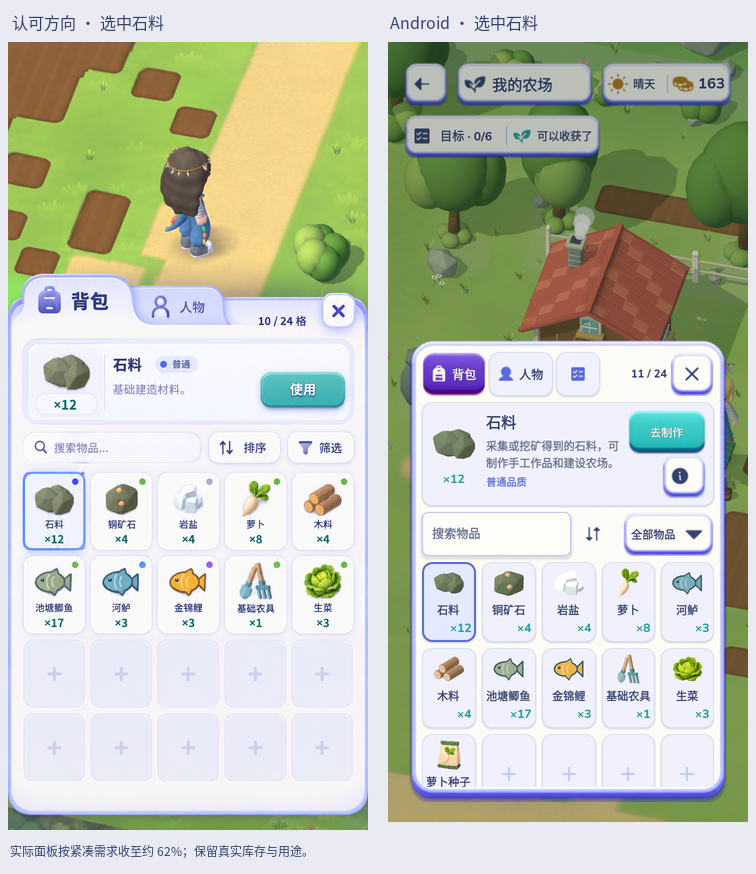 认可方向 · 选中石料
背包
人物
10 / 24 格
石料
普通
基础建造材料。
×12
使用
搜索物品...
排序
筛选
石料
×12
铜矿石
×4
岩盐
×4
萝卜
×8
木料
×4
池塘鲫鱼
×17
河鲈
×3
金锦鲤
×3
基础农具
×1
生菜
×3
实际面板按紧凑需求收至约 62%；保留真实库存与用途。
Android · 选中石料
我的农场
晴天
163
目标 · 0/6
可以收获了
背包
人物
11 / 24
石料
采集或挖矿得到的石料，可
制作手工作品和建设农场。
普通品质
×12
去制作
搜索物品
全部物品
石料
×12
铜矿石
×4
岩盐
×4
萝卜
×8
河鲈
×3
木料
×4
池塘鲫鱼
×17
金锦鲤
×3
基础农具
×1
生菜
×3
萝卜种子